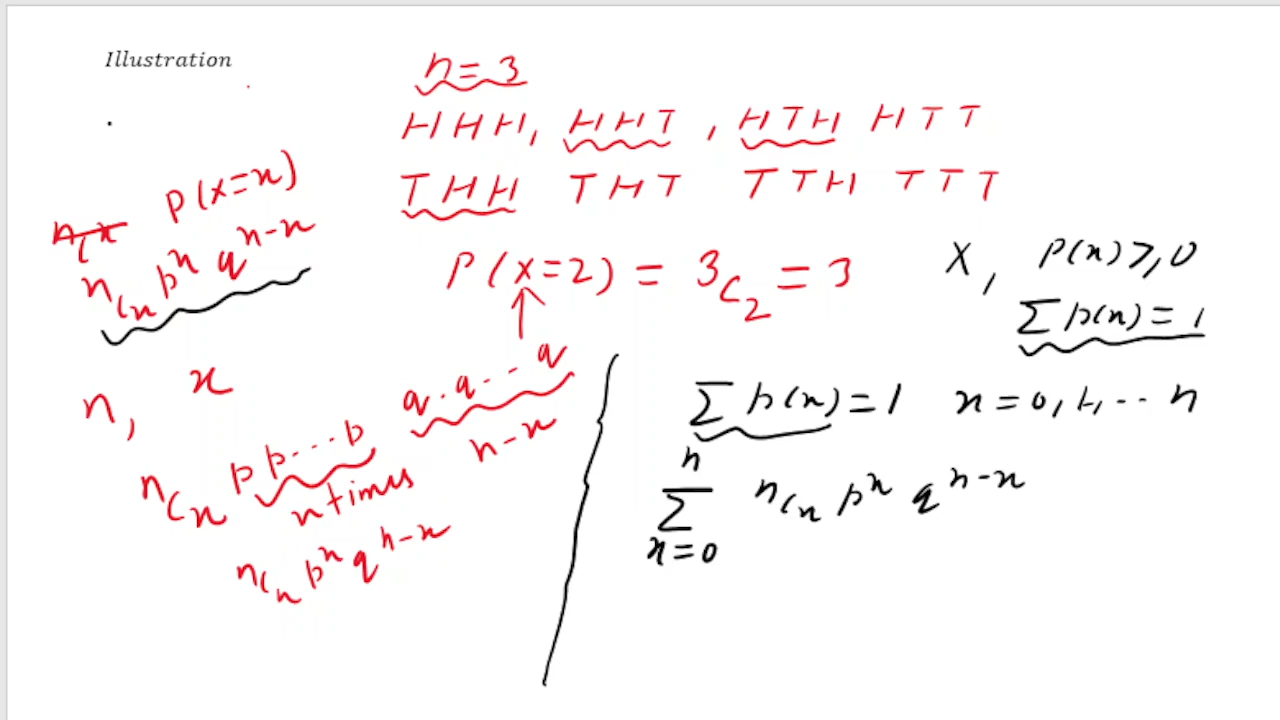 Illustration
n = 3
HHH, HHT, HTH HTT
THH THT TTH TTT
P(x=x)
nCx
nCx p^x q^n-x
P(x=2) = 3C2 = 3
X, P(x) ≥, 0
Σ p(x) = 1
n, x
nCx p p...p q.q...q
x times n-x
nCx p^x q^n-x
Σ p(x) = 1 x = 0, 1, .. n
n
Σ nCx p^x q^n-x
x=0